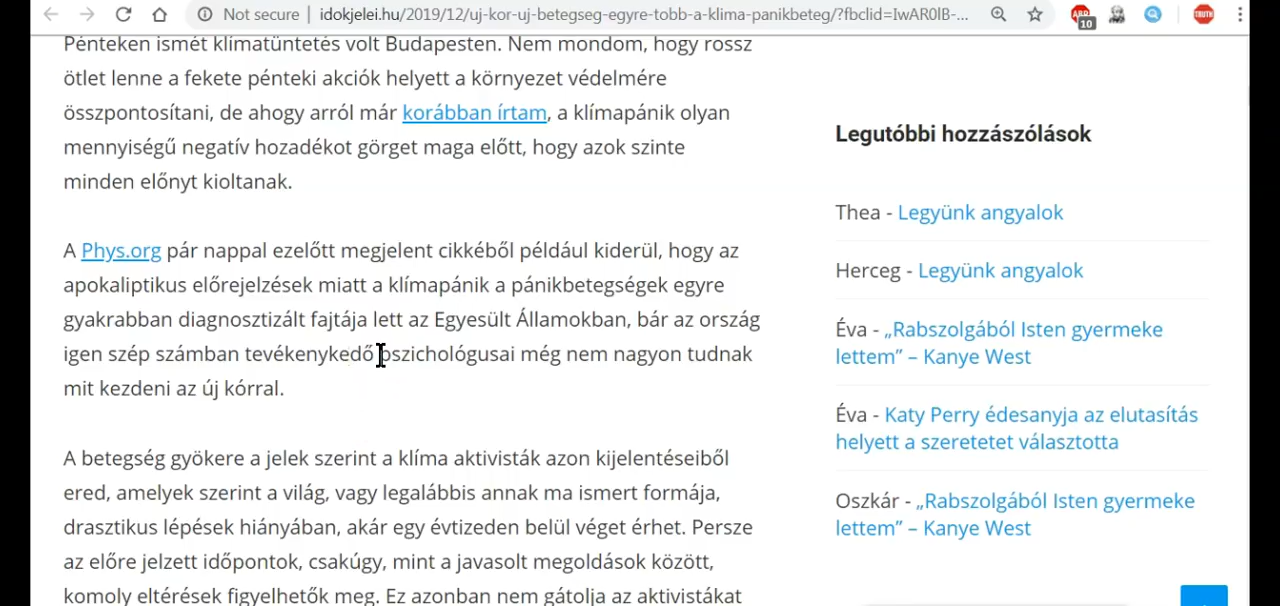 Not secure | idokjelei.hu/2019/12/uj-kor-uj-betegseg-egyre-tobb-a-klima-panikbeteg/?fbclid=IwAR0lB-...
ABP
10
TRUTH
Pénteken ismét klímatüntetés volt Budapesten. Nem mondom, hogy rossz
ötlet lenne a fekete pénteki akciók helyett a környezet védelmére
összpontosítani, de ahogy arról már korábban írtam, a klímapánik olyan
mennyiségű negatív hozadékot görget maga előtt, hogy azok szinte
minden előnyt kioltanak.
A Phys.org pár nappal ezelőtt megjelent cikkéből például kiderül, hogy az
apokaliptikus előrejelzések miatt a klímapánik a pánikbetegségek egyre
gyakrabban diagnosztizált fajtája lett az Egyesült Államokban, bár az ország
igen szép számban tevékenykedő pszichológusai még nem nagyon tudnak
mit kezdeni az új kórral.
A betegség gyökere a jelek szerint a klíma aktivisták azon kijelentéseiből
ered, amelyek szerint a világ, vagy legalábbis annak ma ismert formája,
drasztikus lépések hiányában, akár egy évtizeden belül véget érhet. Persze
az előre jelzett időpontok, csakúgy, mint a javasolt megoldások között,
komoly eltérések figyelhetők meg. Ez azonban nem gátolja az aktivistákat
Legutóbbi hozzászólások
Thea - Legyünk angyalok
Herceg - Legyünk angyalok
Éva - „Rabszolgából Isten gyermeke
lettem” – Kanye West
Éva - Katy Perry édesanyja az elutasítás
helyett a szeretetet választotta
Oszkár - „Rabszolgából Isten gyermeke
lettem” – Kanye West